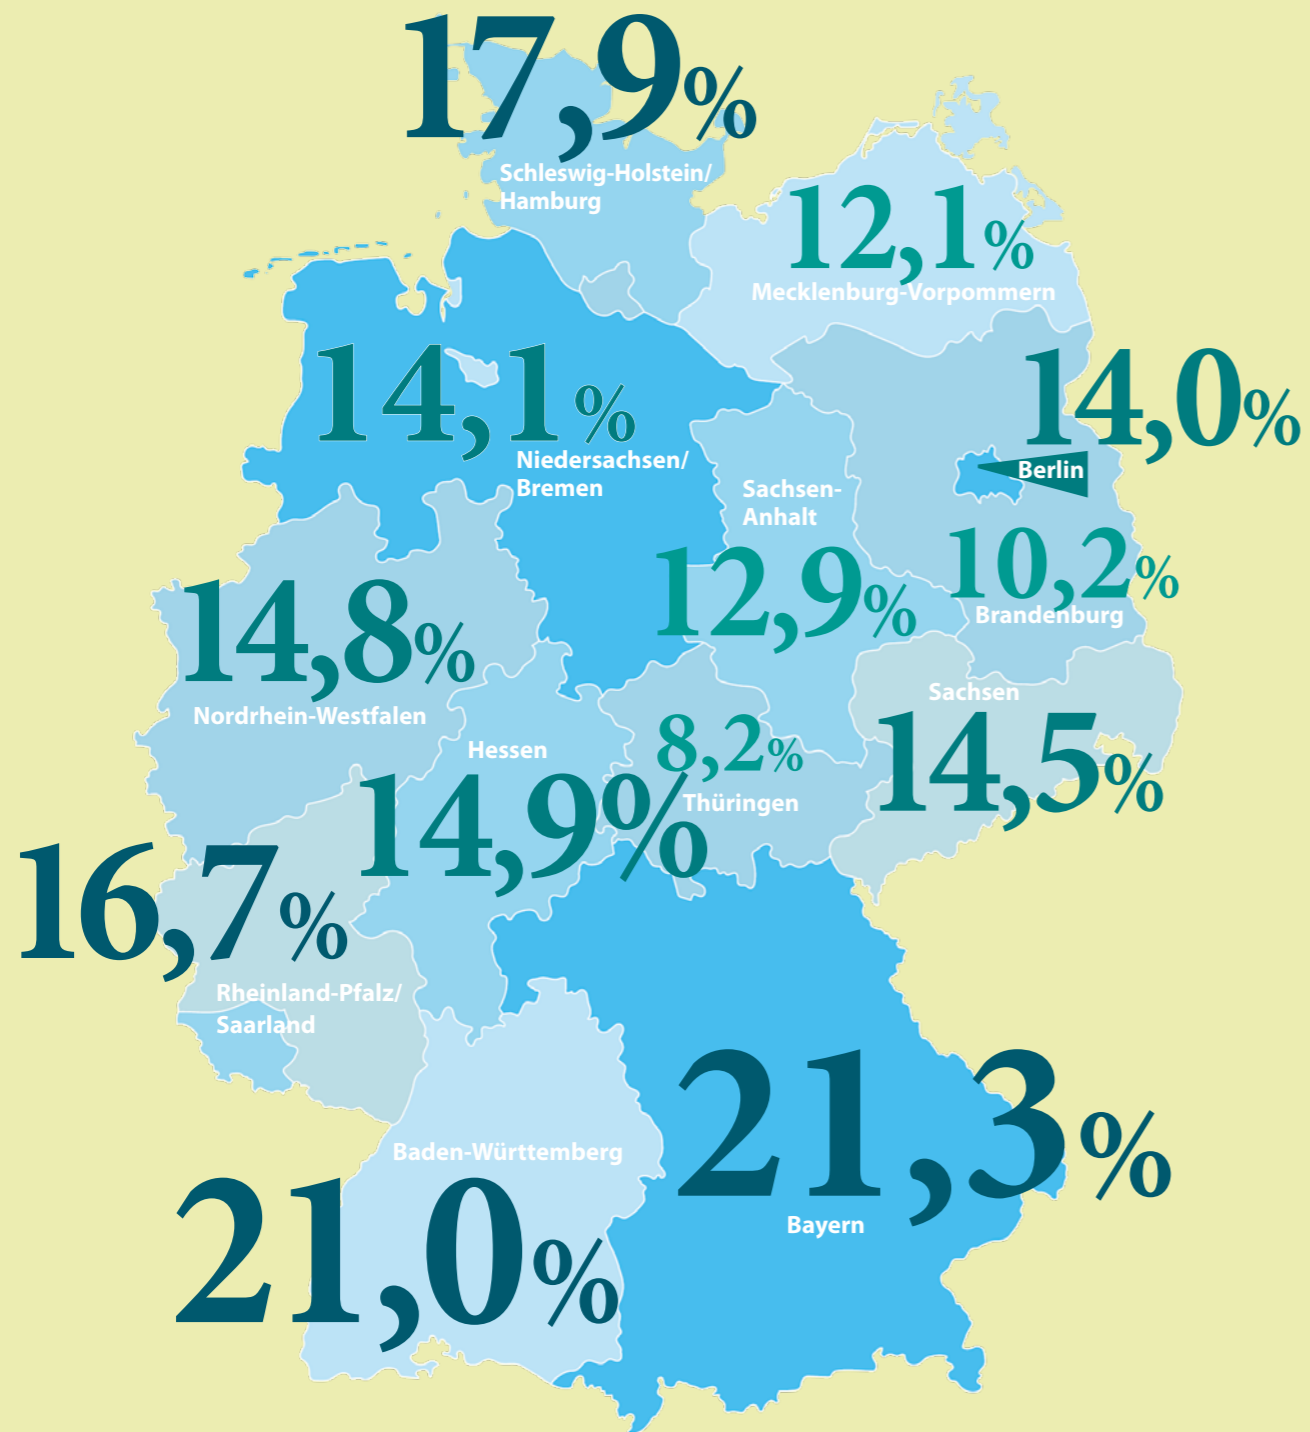 17,9%
Schleswig-Holstein/
Hamburg
12,1%
Mecklenburg-Vorpommern
14,1%
Niedersachsen/
Bremen
14,0%
Berlin
Sachsen-
Anhalt
12,9%
10,2%
Brandenburg
14,8%
Nordrhein-Westfalen
Hessen
14,9%
8,2%
Thüringen
Sachsen
14,5%
16,7%
Rheinland-Pfalz/
Saarland
Baden-Württemberg
21,0%
21,3%
Bayern